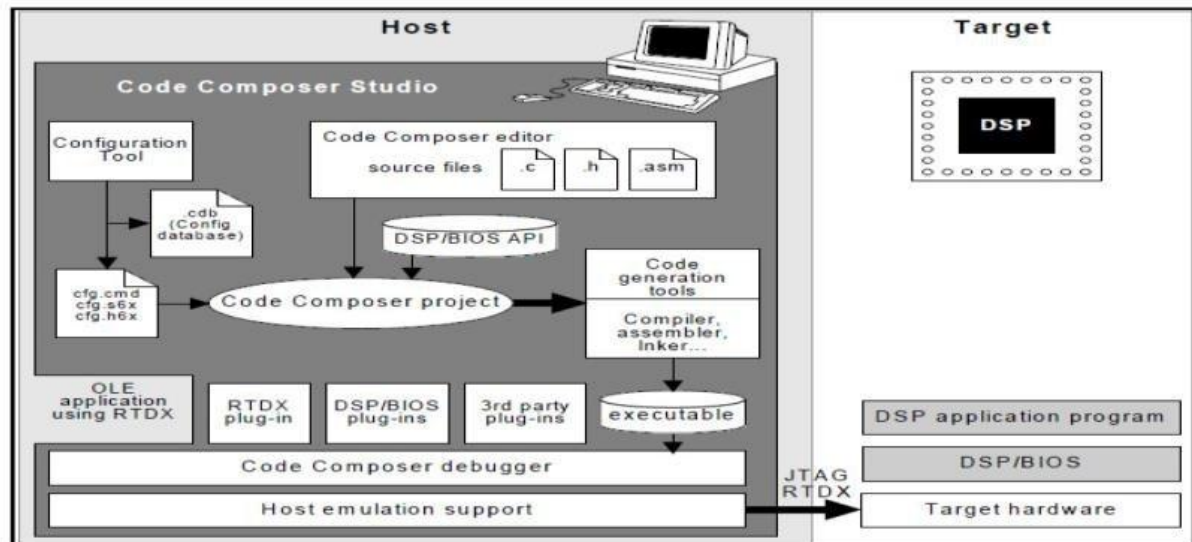 Host
Target
Code Composer Studio
Configuration
Tool
Code Composer editor
source files
.c
.h
.asm
DSP
.cdb
(Config
database)
DSP/BIOS API
cfg.cmd
cfg.s6x
cfg.h6x
Code Composer project
Code
generation
tools
Compiler,
assembler,
lnker...
OLE
application
using RTDX
RTDX
plug-in
DSP/BIOS
plug-ins
3rd party
plug-ins
executable
DSP application program
Code Composer debugger
DSP/BIOS
JTAG
RTDX
Host emulation support
Target hardware